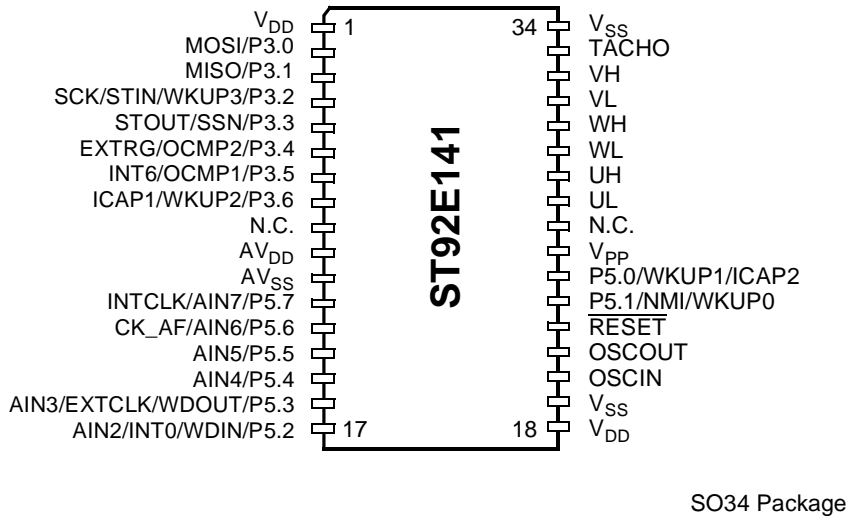 VDD 1 34 VSS
MOSI/P3.0 TACHO
MISO/P3.1 VH
SCK/STIN/WKUP3/P3.2 VL
STOUT/SSN/P3.3 WH
EXTRG/OCMP2/P3.4 WL
INT6/OCMP1/P3.5 UH
ICAP1/WKUP2/P3.6 UL
N.C. N.C.
AVDD VPP
AVSS P5.0/WKUP1/ICAP2
INTCLK/AIN7/P5.7 P5.1/NMI/WKUP0
CK_AF/AIN6/P5.6 RESET
AIN5/P5.5 OSCOUT
AIN4/P5.4 OSCIN
AIN3/EXTCLK/WDOUT/P5.3 VSS
AIN2/INT0/WDIN/P5.2 17 18 VDD
ST92E141
SO34 Package